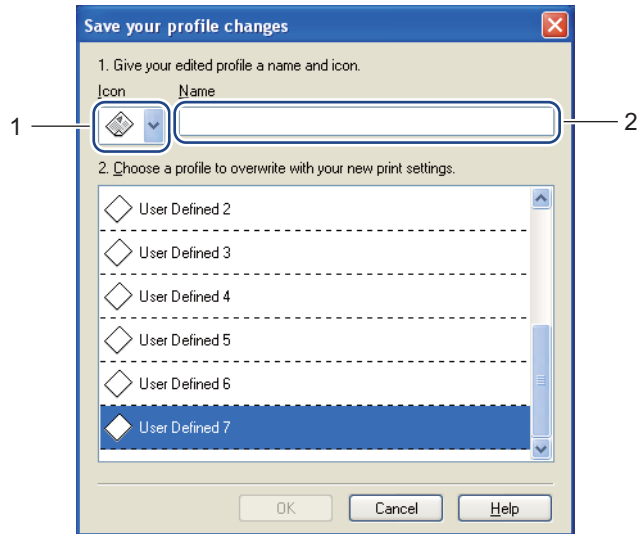 Save your profile changes
1. Give your edited profile a name and icon.
Icon Name
1
2
2. Choose a profile to overwrite with your new print settings.
User Defined 2
User Defined 3
User Defined 4
User Defined 5
User Defined 6
User Defined 7
OK Cancel Help